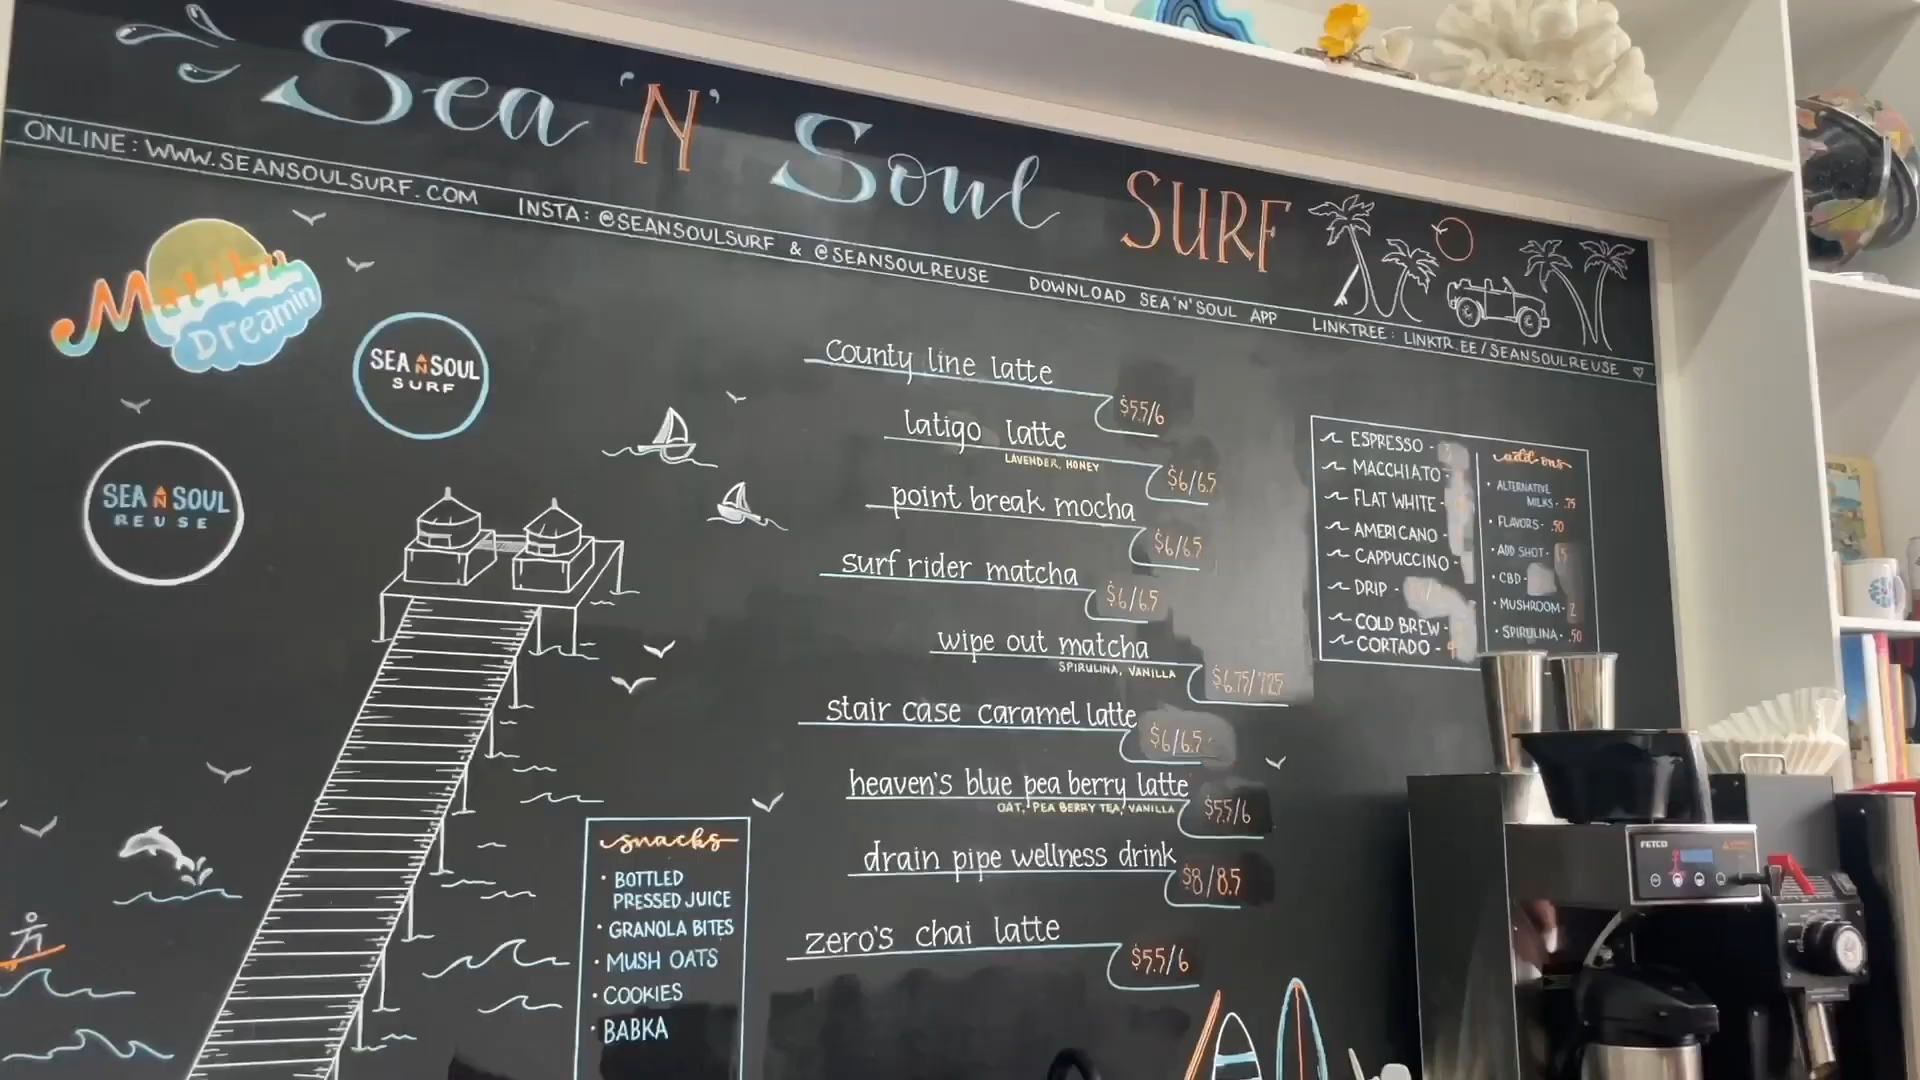 Sea 'N' Soul SURF
ONLINE: WWW.SEANSOULSURF.COM INSTA: @SEANSOULSURF & @SEANSOULREUSE DOWNLOAD SEA 'N' SOUL APP LINKTREE: LINKTR.EE/SEANSOULREUSE
Malibu
Dreamin
SEA N SOUL
SURF
SEA N SOUL
REUSE
county line latte
$5.5/6
latigo latte
LAVENDER, HONEY
$6/6.5
point break mocha
$6/6.5
surf rider matcha
$6/6.5
wipe out matcha
SPIRULINA, VANILLA
$6.75/7.25
stair case caramel latte
$6/6.5
heaven's blue pea berry latte
OAT, PEA BERRY TEA, VANILLA
$5.5/6
drain pipe wellness drink
$8/8.5
zero's chai latte
$5.5/6
snacks
• BOTTLED
PRESSED JUICE
• GRANOLA BITES
• MUSH OATS
• COOKIES
• BABKA
ESPRESSO -
MACCHIATO -
FLAT WHITE -
AMERICANO -
CAPPUCCINO -
DRIP -
COLD BREW -
CORTADO -
add-ons
• ALTERNATIVE
MILKS - .75
• FLAVORS - .50
• ADD SHOT -
• CBD -
• MUSHROOM - 2
• SPIRULINA - .50
FETCO